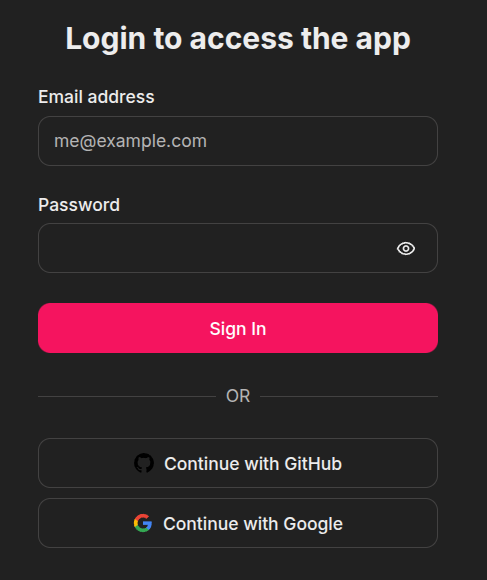 Login to access the app
Email address
me@example.com
Password
Sign In
OR
Continue with GitHub
Continue with Google